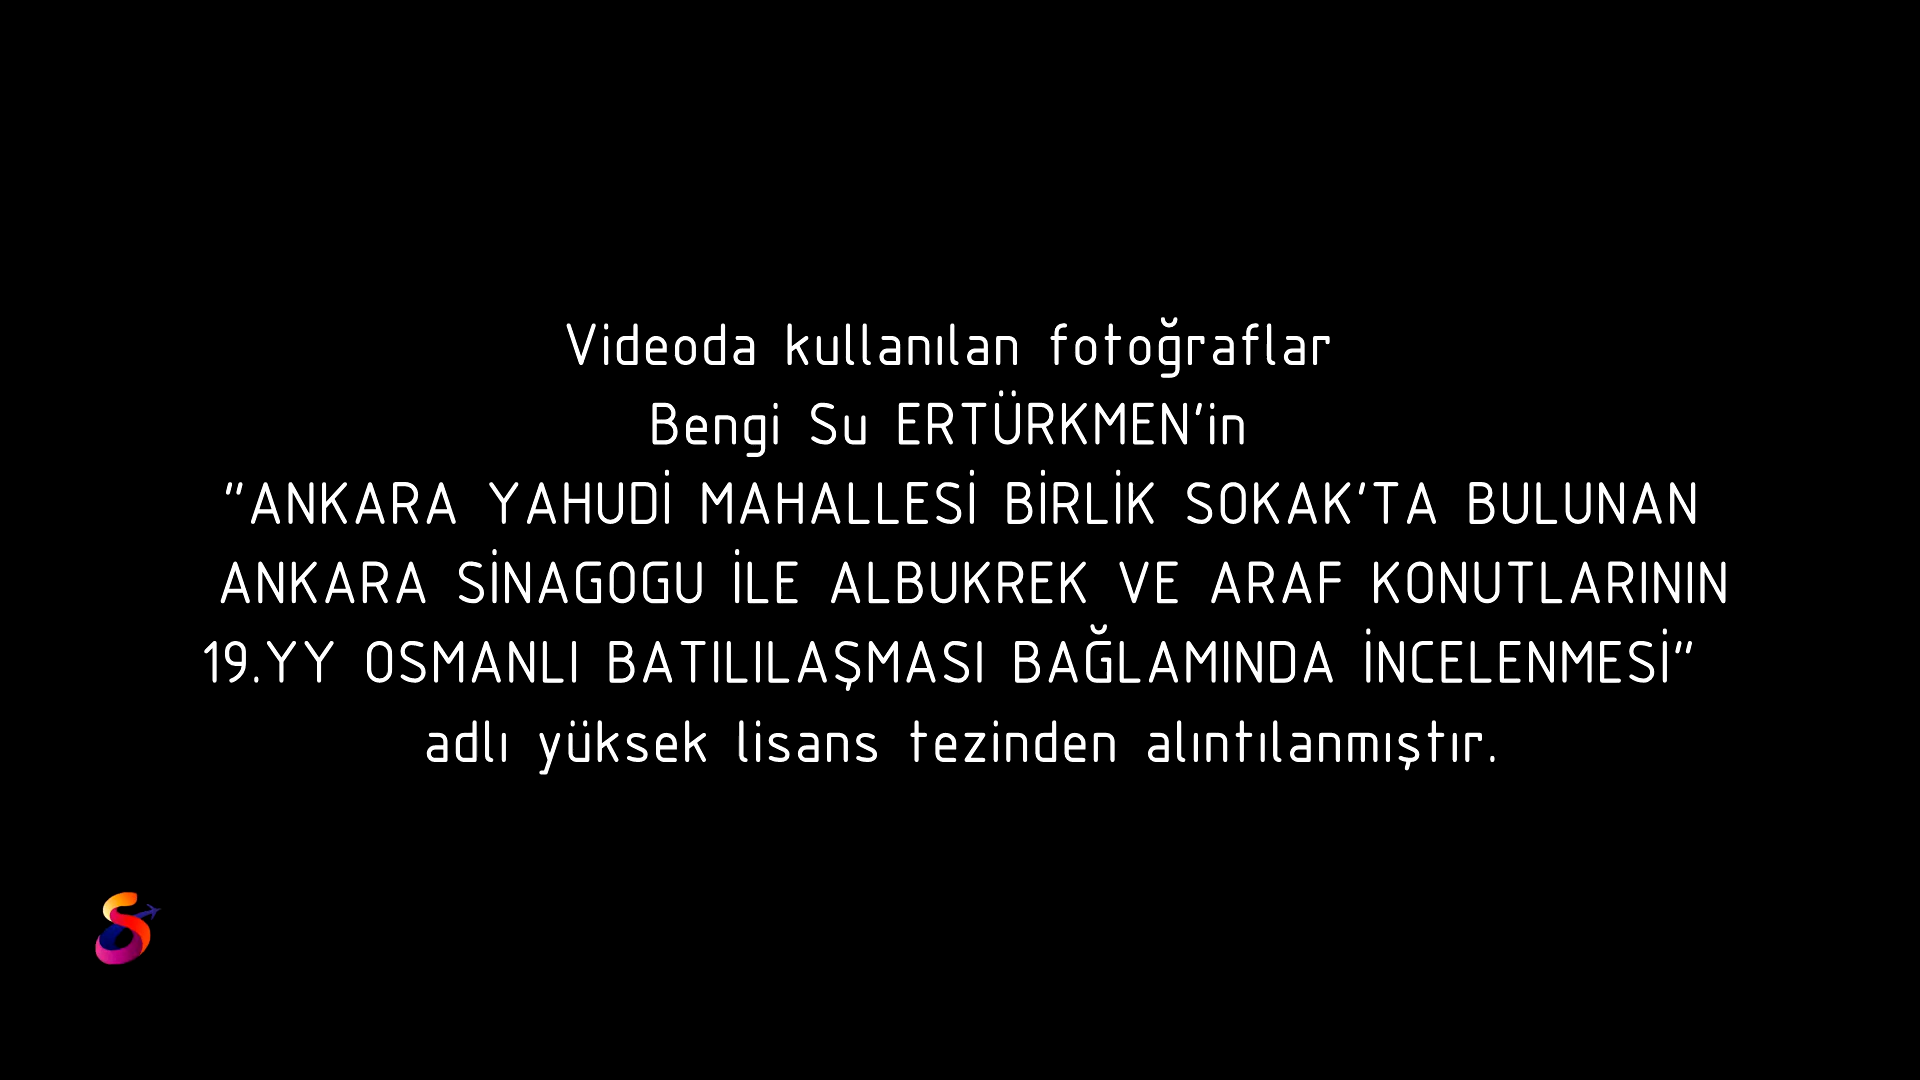 Videoda kullanılan fotoğraflar
Bengi Su ERTÜRKMEN'in
"ANKARA YAHUDİ MAHALLESİ BİRLİK SOKAK'TA BULUNAN
ANKARA SİNAGOGU İLE ALBUKREK VE ARAF KONUTLARININ
19.YY OSMANLI BATILILAŞMASI BAĞLAMINDA İNCELENMESİ"
adlı yüksek lisans tezinden alıntılanmıştır.